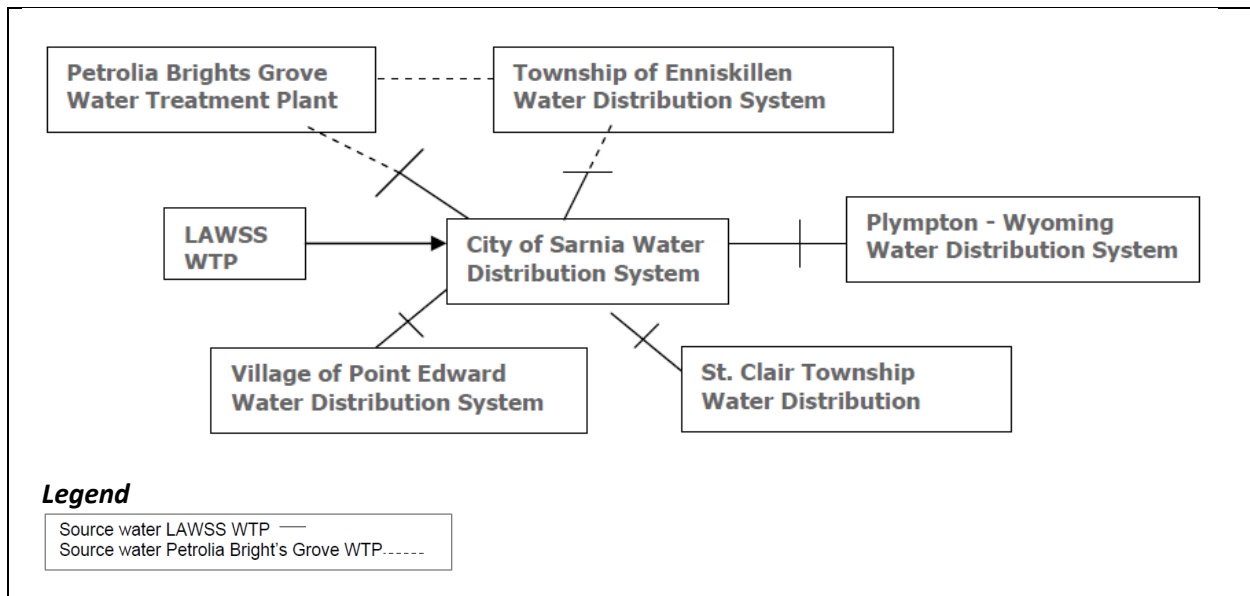 Petrolia Brights Grove
Water Treatment Plant
Township of Enniskillen
Water Distribution System
LAWSS
WTP
City of Sarnia Water
Distribution System
Plympton - Wyoming
Water Distribution System
Village of Point Edward
Water Distribution System
St. Clair Township
Water Distribution
Legend
Source water LAWSS WTP
Source water Petrolia Bright's Grove WTP